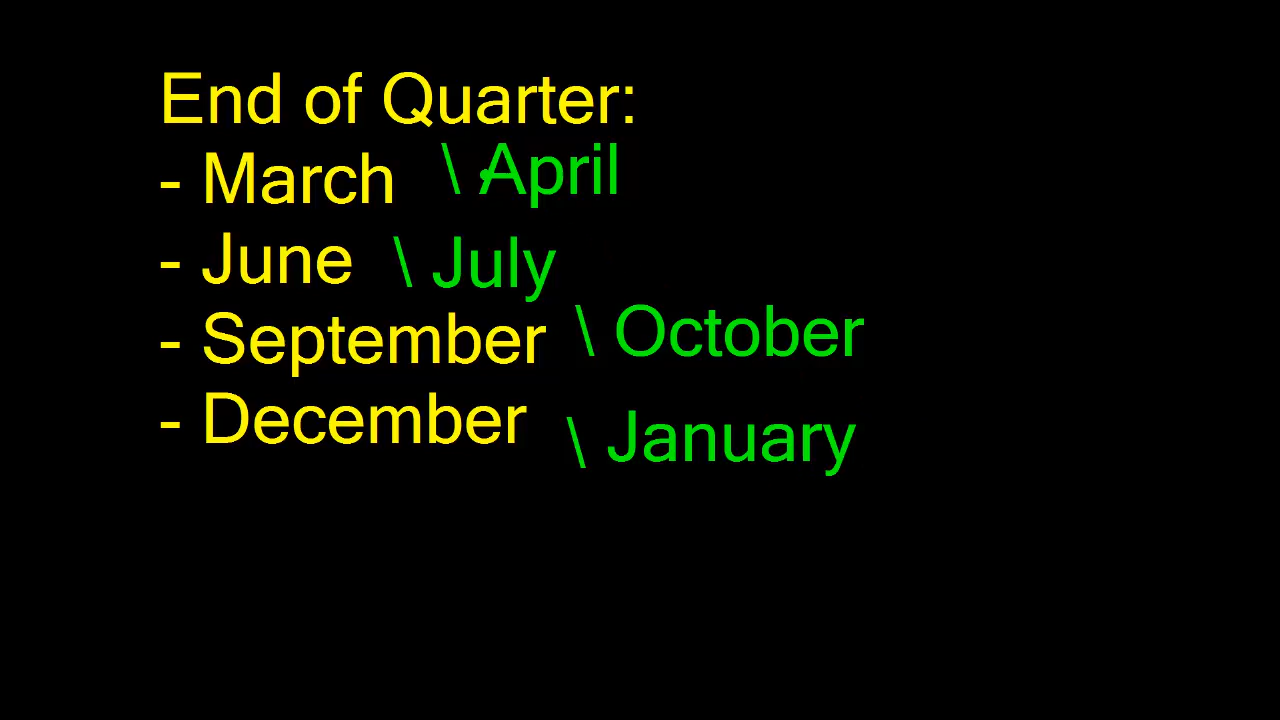 End of Quarter:
- March \ April
- June \ July
- September \ October
- December \ January